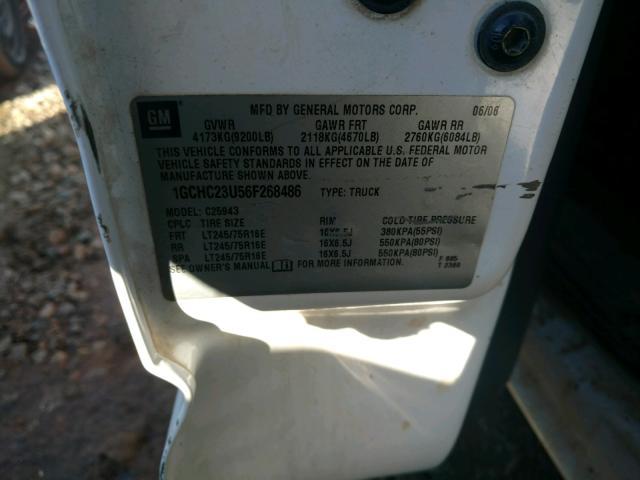 GM
MFD BY GENERAL MOTORS CORP. 06/06
GVWR GAWR FRT GAWR RR
4173KG(9200LB) 2118KG(4670LB) 2760KG(6084LB)
THIS VEHICLE CONFORMS TO ALL APPLICABLE U.S. FEDERAL MOTOR
VEHICLE SAFETY STANDARDS IN EFFECT ON THE DATE OF
MANUFACTURE SHOWN ABOVE.
1GCHC23U56F268486 TYPE: TRUCK
MODEL: C25943
CPLC TIRE SIZE RIM COLD TIRE PRESSURE
FRT LT245/75R16E 16X6.5J 380KPA(55PSI)
RR LT245/75R16E 16X6.5J 550KPA(80PSI)
SPA LT245/75R16E 16X6.5J 550KPA(80PSI)
SEE OWNER'S MANUAL FOR MORE INFORMATION.